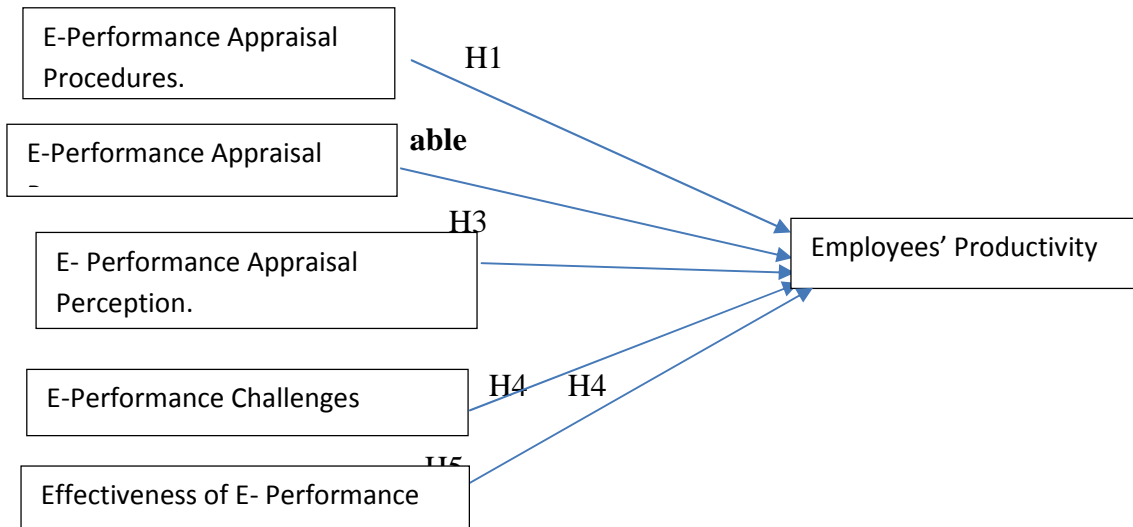 E-Performance Appraisal
Procedures.
H1
E-Performance Appraisal
able
H3
E- Performance Appraisal
Perception.
Employees’ Productivity
E-Performance Challenges
H4
H4
H5
Effectiveness of E- Performance